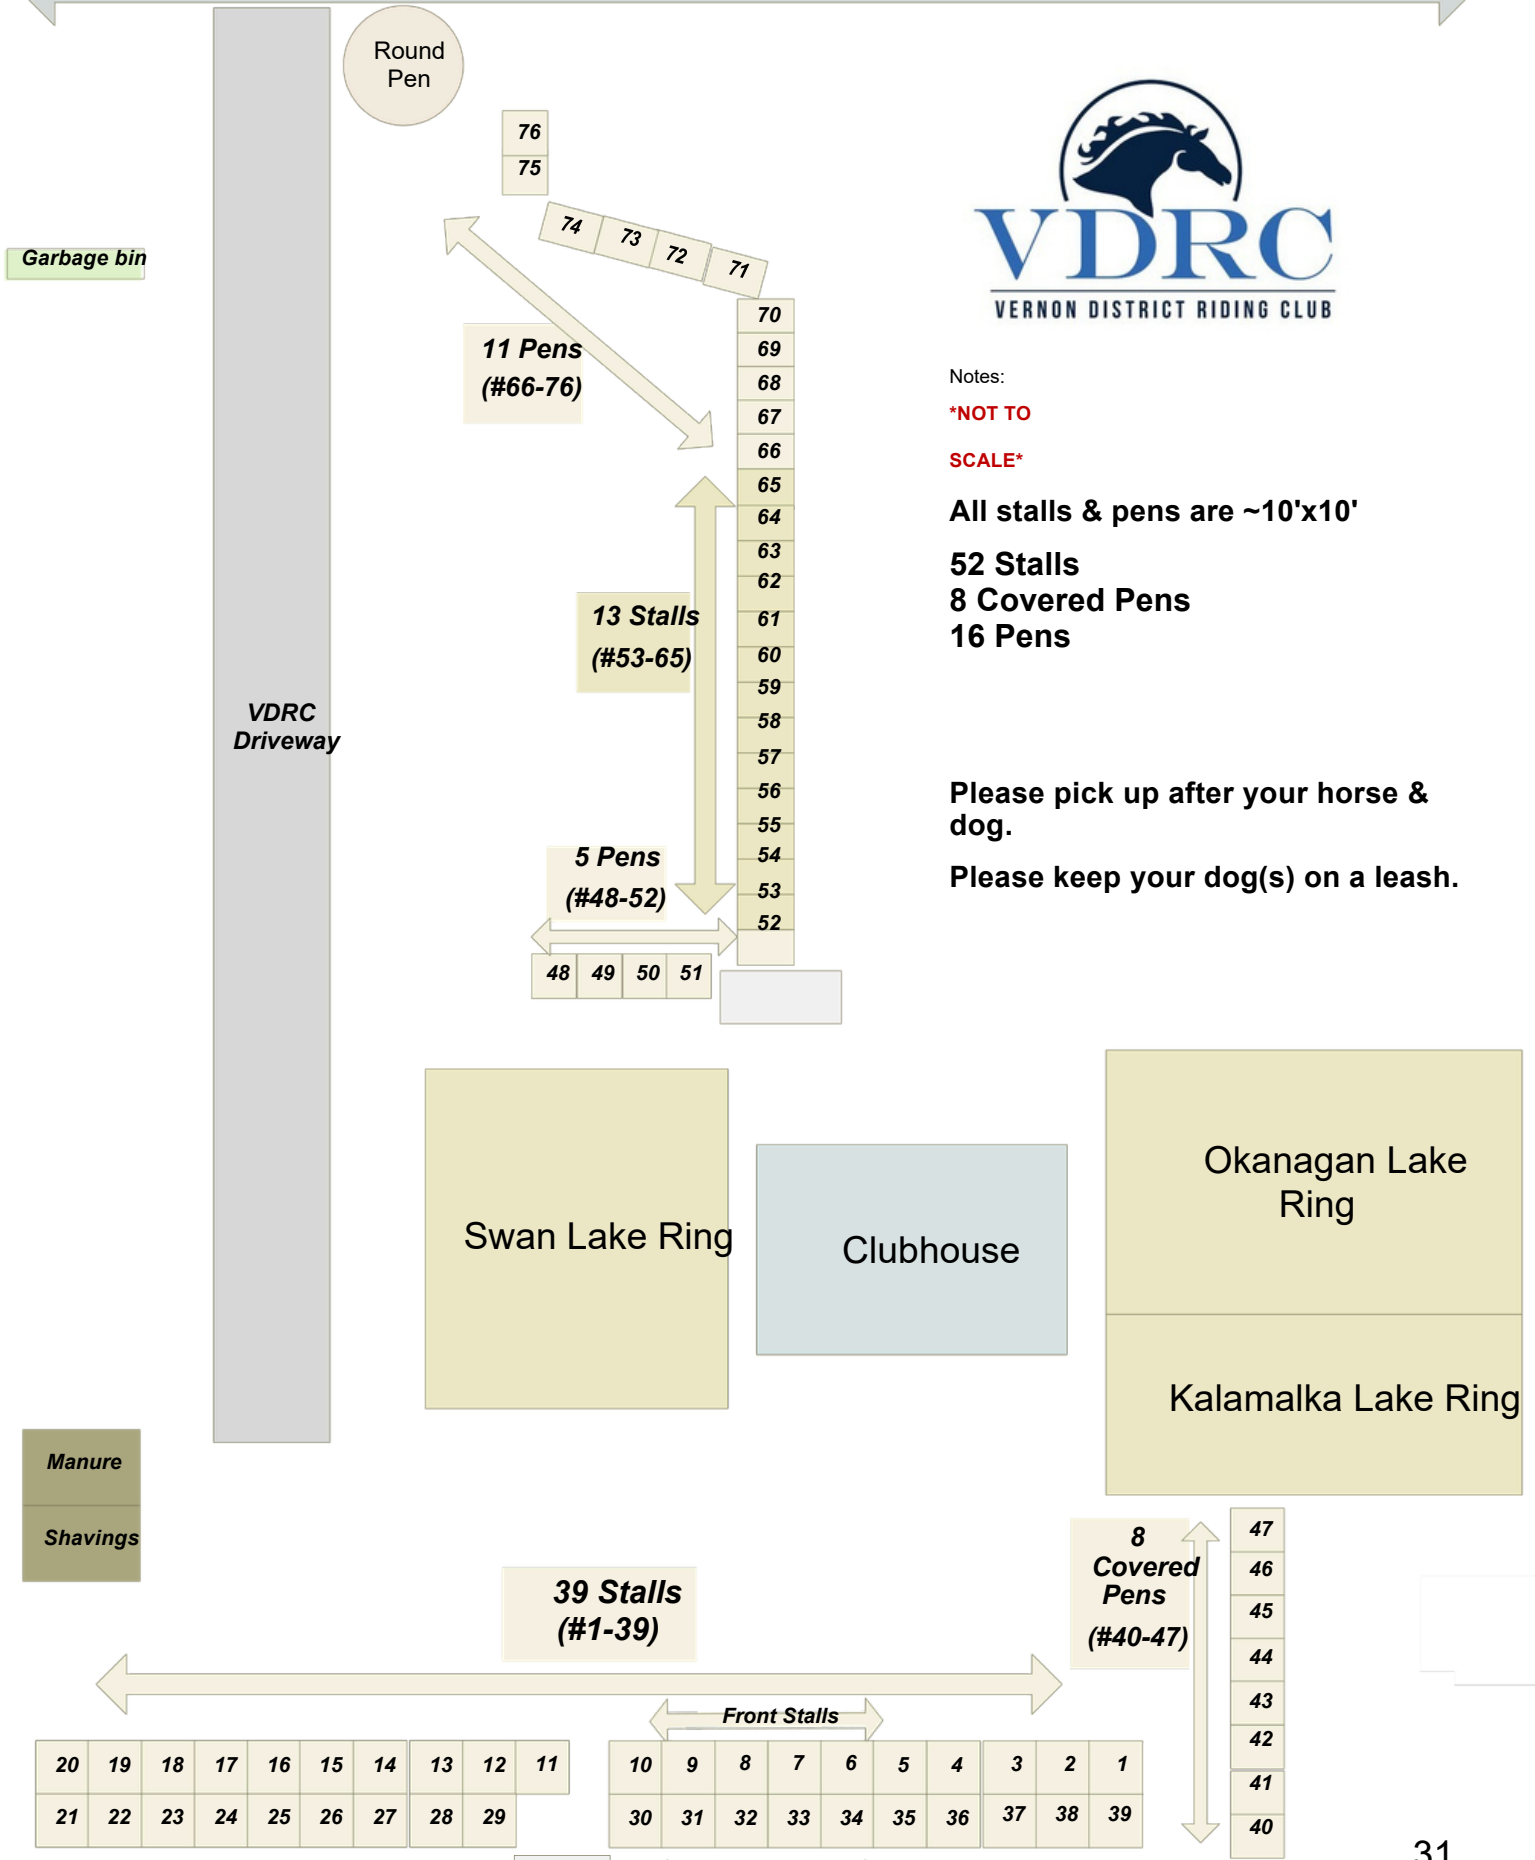 Round
Pen
76
75
74 73 72 71
Garbage bin
VDRC
VERNON DISTRICT RIDING CLUB
70
69
68
67
66
65
64
63
62
61
60
59
58
57
56
55
54
53
52
11 Pens
(#66-76)
Notes:
*NOT TO
SCALE*
All stalls & pens are ~10'x10'
52 Stalls
8 Covered Pens
16 Pens
13 Stalls
(#53-65)
VDRC
Driveway
Please pick up after your horse &
dog.
Please keep your dog(s) on a leash.
5 Pens
(#48-52)
48 49 50 51
Swan Lake Ring
Clubhouse
Okanagan Lake
Ring
Kalamalka Lake Ring
Manure
Shavings
39 Stalls
(#1-39)
8
Covered
Pens
(#40-47)
47
46
45
44
43
42
41
40
Front Stalls
20 19 18 17 16 15 14 13 12 11 10 9 8 7 6 5 4 3 2 1
21 22 23 24 25 26 27 28 29 30 31 32 33 34 35 36 37 38 39
31